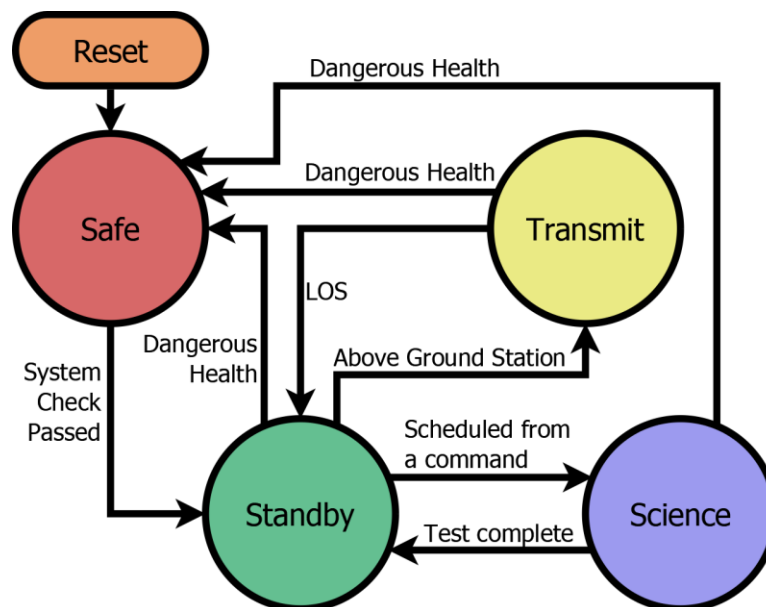 Reset
Dangerous Health
Dangerous Health
Safe
Transmit
LOS
System
Check
Passed
Dangerous
Health
Above Ground Station
Scheduled from
a command
Standby
Science
Test complete